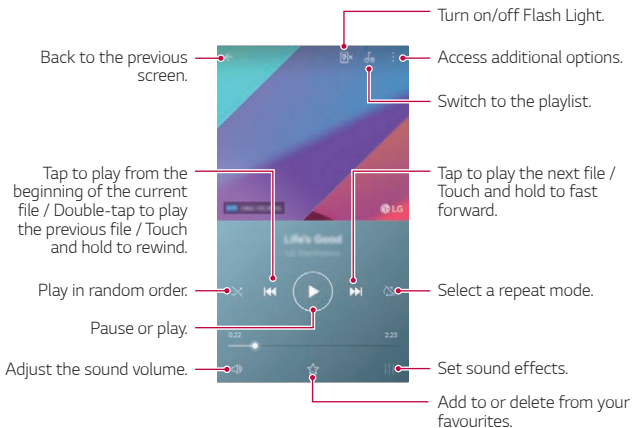 Turn on/off Flash Light.
Back to the previous
screen.
Access additional options.
Switch to the playlist.
Tap to play from the
beginning of the current
file / Double-tap to play
the previous file / Touch
and hold to rewind.
Tap to play the next file /
Touch and hold to fast
forward.
LG
Life's Good
LG Electronics
Play in random order.
Select a repeat mode.
Pause or play.
0:22
2:23
Adjust the sound volume.
Set sound effects.
Add to or delete from your
favourites.